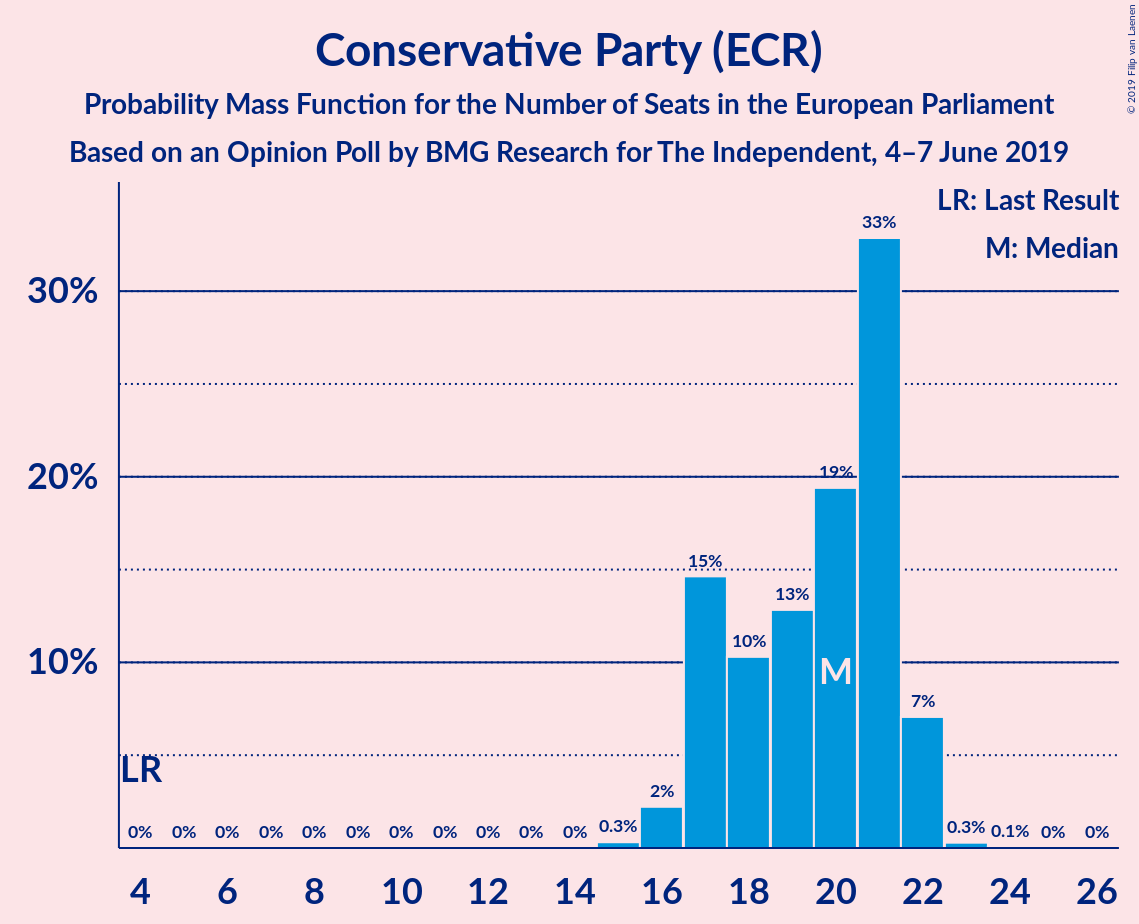 Conservative Party (ECR)
Probability Mass Function for the Number of Seats in the European Parliament
Based on an Opinion Poll by BMG Research for The Independent, 4–7 June 2019
© 2019 Filip van Laenen
LR: Last Result
M: Median
33%
30%
20%
19%
15%
13%
10%
10%
M
7%
LR
2%
0% 0% 0% 0% 0% 0% 0% 0% 0% 0% 0% 0.3% 0.3% 0.1% 0% 0%
4 6 8 10 12 14 16 18 20 22 24 26